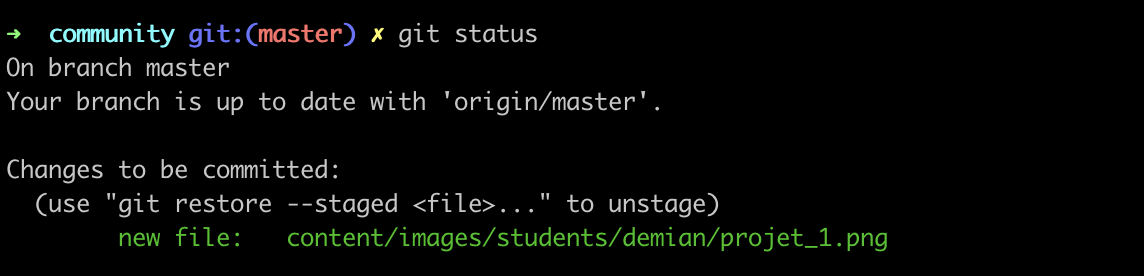 ➜  community git:(master) ✗ git status
On branch master
Your branch is up to date with 'origin/master'.

Changes to be committed:
  (use "git restore --staged <file>..." to unstage)
        new file:   content/images/students/demian/projet_1.png